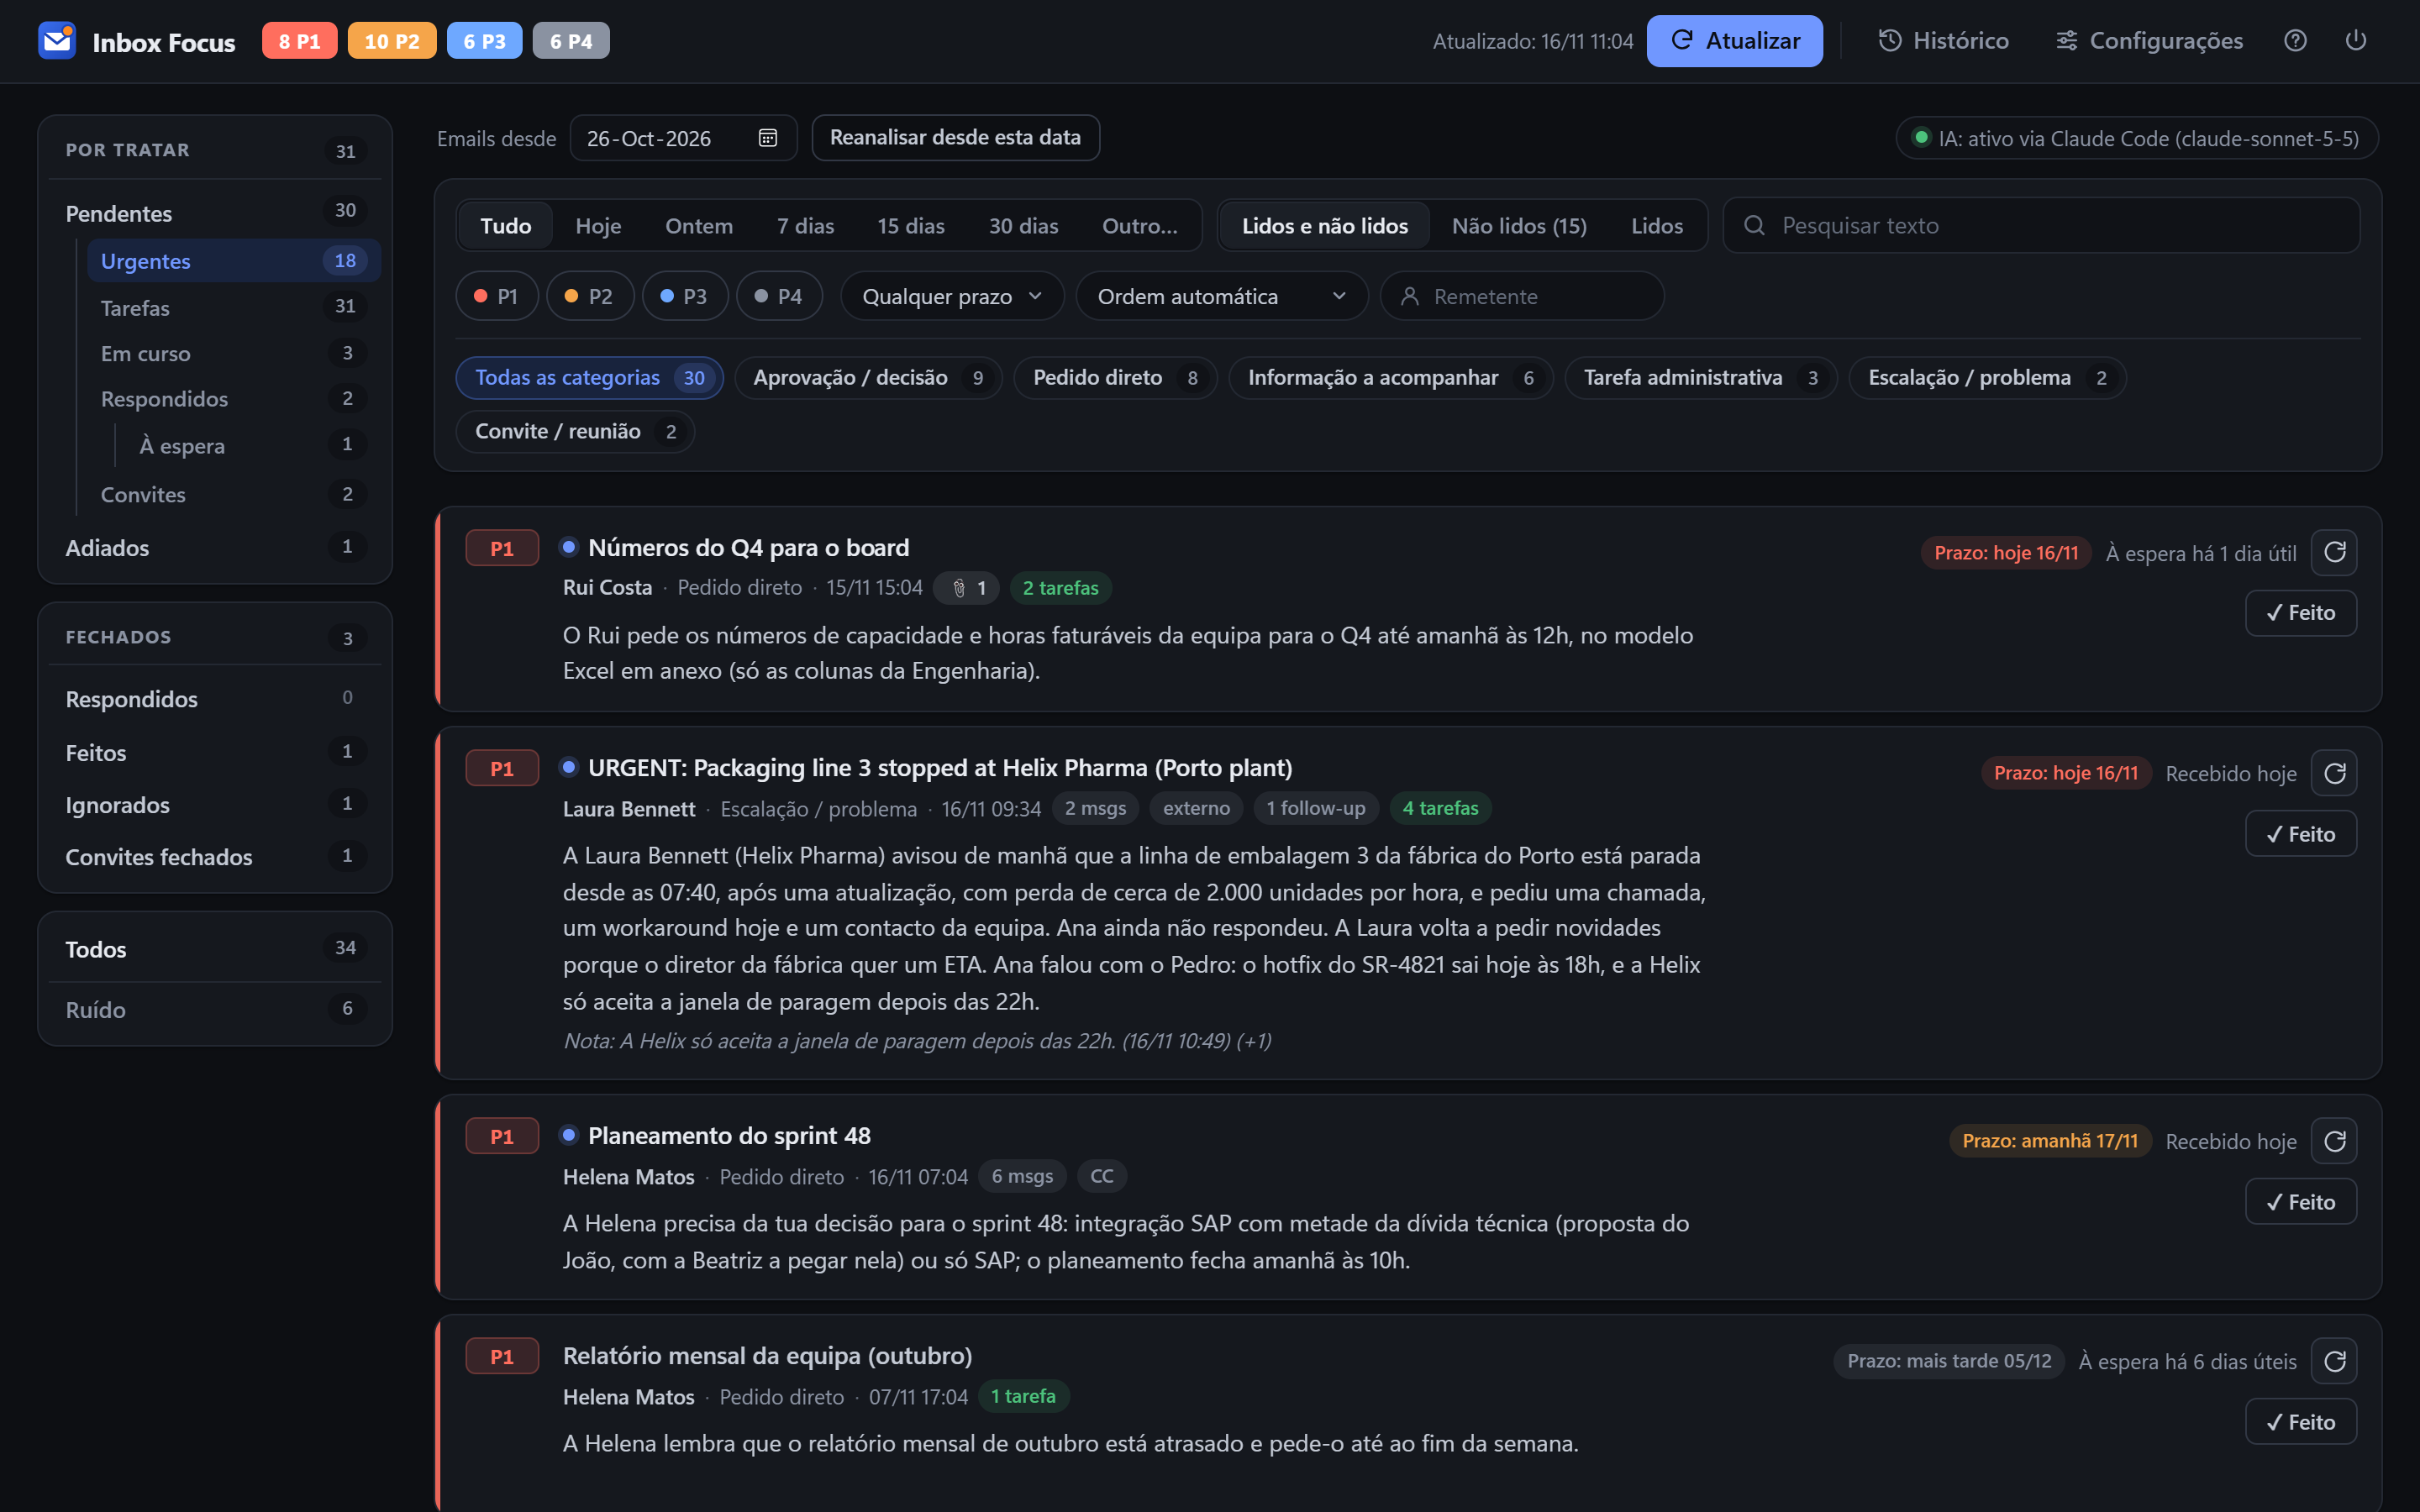 Inbox Focus 8 P1 10 P2 6 P3 6 P4 Atualizado: 16/11 11:04 Atualizar Histórico Configurações
POR TRATAR 31
Pendentes 30
Urgentes 18
Tarefas 31
Em curso 3
Respondidos 2
À espera 1
Convites 2
Adiados 1
FECHADOS 3
Respondidos 0
Feitos 1
Ignorados 1
Convites fechados 1
Todos 34
Ruído 6
Emails desde 26-Oct-2026 Reanalisar desde esta data IA: ativo via Claude Code (claude-sonnet-5-5)
Tudo Hoje Ontem 7 dias 15 dias 30 dias Outro... Lidos e não lidos Não lidos (15) Lidos Pesquisar texto
P1 P2 P3 P4 Qualquer prazo Ordem automática Remetente
Todas as categorias 30 Aprovação / decisão 9 Pedido direto 8 Informação a acompanhar 6 Tarefa administrativa 3 Escalação / problema 2
Convite / reunião 2
P1 Números do Q4 para o board Prazo: hoje 16/11 À espera há 1 dia útil
Rui Costa · Pedido direto · 15/11 15:04 1 2 tarefas
✓ Feito
O Rui pede os números de capacidade e horas faturáveis da equipa para o Q4 até amanhã às 12h, no modelo
Excel em anexo (só as colunas da Engenharia).
P1 URGENT: Packaging line 3 stopped at Helix Pharma (Porto plant) Prazo: hoje 16/11 Recebido hoje
Laura Bennett · Escalação / problema · 16/11 09:34 2 msgs externo 1 follow-up 4 tarefas
✓ Feito
A Laura Bennett (Helix Pharma) avisou de manhã que a linha de embalagem 3 da fábrica do Porto está parada
desde as 07:40, após uma atualização, com perda de cerca de 2.000 unidades por hora, e pediu uma chamada,
um workaround hoje e um contacto da equipa. Ana ainda não respondeu. A Laura volta a pedir novidades
porque o diretor da fábrica quer um ETA. Ana falou com o Pedro: o hotfix do SR-4821 sai hoje às 18h, e a Helix
só aceita a janela de paragem depois das 22h.
Nota: A Helix só aceita a janela de paragem depois das 22h. (16/11 10:49) (+1)
P1 Planeamento do sprint 48 Prazo: amanhã 17/11 Recebido hoje
Helena Matos · Pedido direto · 16/11 07:04 6 msgs CC
✓ Feito
A Helena precisa da tua decisão para o sprint 48: integração SAP com metade da dívida técnica (proposta do
João, com a Beatriz a pegar nela) ou só SAP; o planeamento fecha amanhã às 10h.
P1 Relatório mensal da equipa (outubro) Prazo: mais tarde 05/12 À espera há 6 dias úteis
Helena Matos · Pedido direto · 07/11 17:04 1 tarefa
✓ Feito
A Helena lembra que o relatório mensal de outubro está atrasado e pede-o até ao fim da semana.